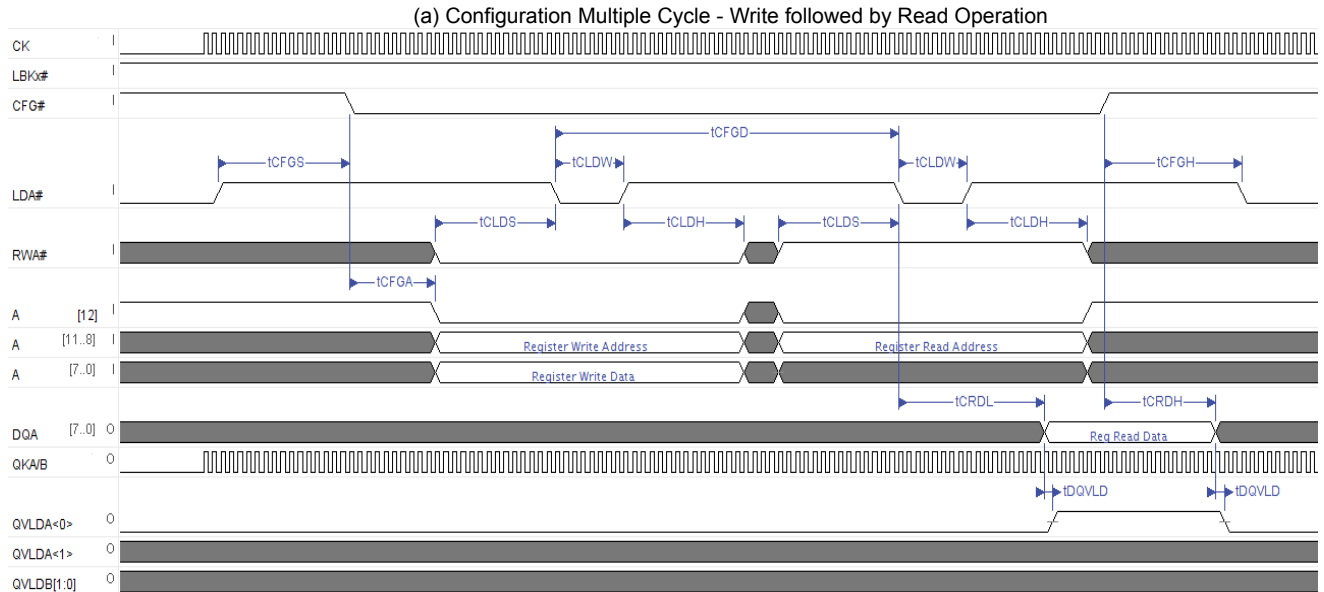 (a) Configuration Multiple Cycle - Write followed by Read Operation
CK I
LBKx# I
CFG# I
tCFGD
tCFGS tCLDW tCLDW tCFGH
LDA# I
tCLDS tCLDH tCLDS tCLDH
RWA# I
tCFGA
A [12] I
A [11..8] I Register Write Address Register Read Address
A [7..0] I Register Write Data
tCRDL tCRDH
DQA [7..0] O Reg Read Data
QKA/B O
tDQVLD tDQVLD
QVLDA<0> O
QVLDA<1> O
QVLDB[1:0] O